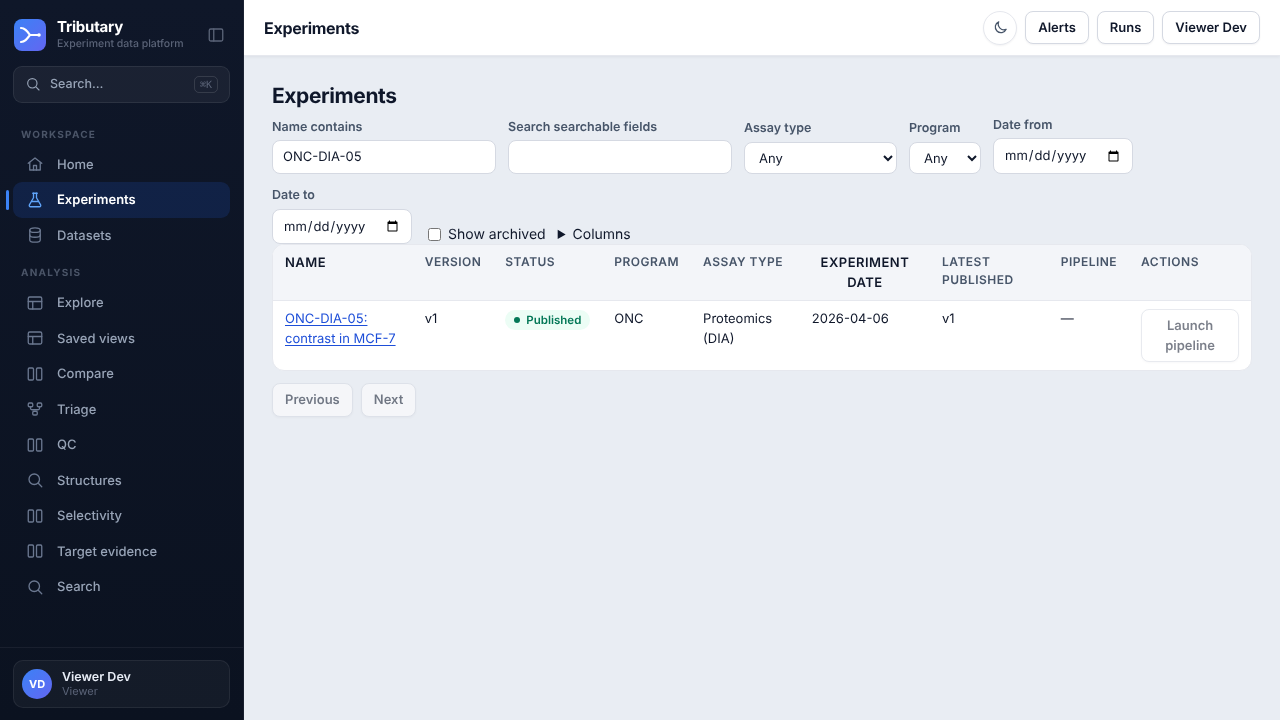 Tributary
Experiment data platform
Search...
⌘K
WORKSPACE
Home
Experiments
Datasets
ANALYSIS
Explore
Saved views
Compare
Triage
QC
Structures
Selectivity
Target evidence
Search
VD
Viewer Dev
Viewer
Experiments
Alerts
Runs
Viewer Dev
Experiments
Name contains
Search searchable fields
Assay type
Program
Date from
ONC-DIA-05
Any
Any
mm/dd/yyyy
Date to
mm/dd/yyyy
Show archived
Columns
NAME
VERSION
STATUS
PROGRAM
ASSAY TYPE
EXPERIMENT
DATE
LATEST
PUBLISHED
PIPELINE
ACTIONS
ONC-DIA-05:
contrast in MCF-7
v1
Published
ONC
Proteomics
(DIA)
2026-04-06
v1
—
Launch
pipeline
Previous
Next